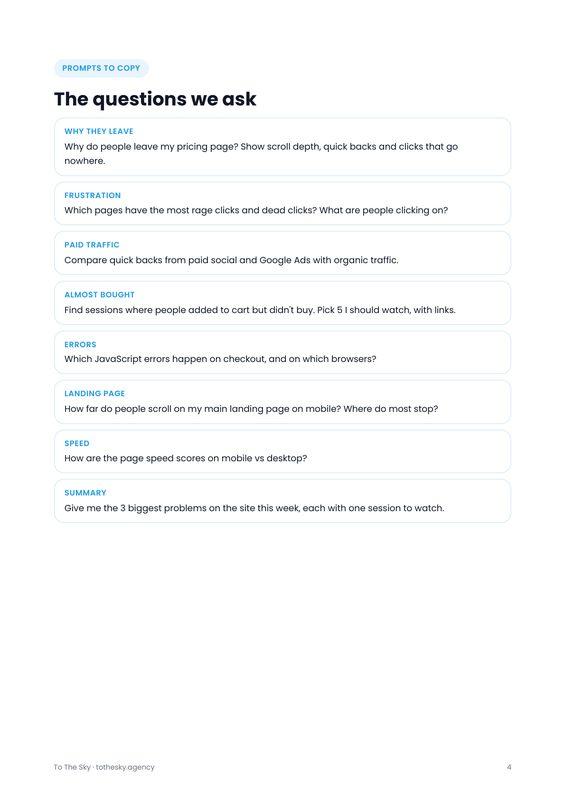 PROMPTS TO COPY
The questions we ask
WHY THEY LEAVE
Why do people leave my pricing page? Show scroll depth, quick backs and clicks that go
nowhere.
FRUSTRATION
Which pages have the most rage clicks and dead clicks? What are people clicking on?
PAID TRAFFIC
Compare quick backs from paid social and Google Ads with organic traffic.
ALMOST BOUGHT
Find sessions where people added to cart but didn't buy. Pick 5 I should watch, with links.
ERRORS
Which JavaScript errors happen on checkout, and on which browsers?
LANDING PAGE
How far do people scroll on my main landing page on mobile? Where do most stop?
SPEED
How are the page speed scores on mobile vs desktop?
SUMMARY
Give me the 3 biggest problems on the site this week, each with one session to watch.
To The Sky · tothesky.agency 4